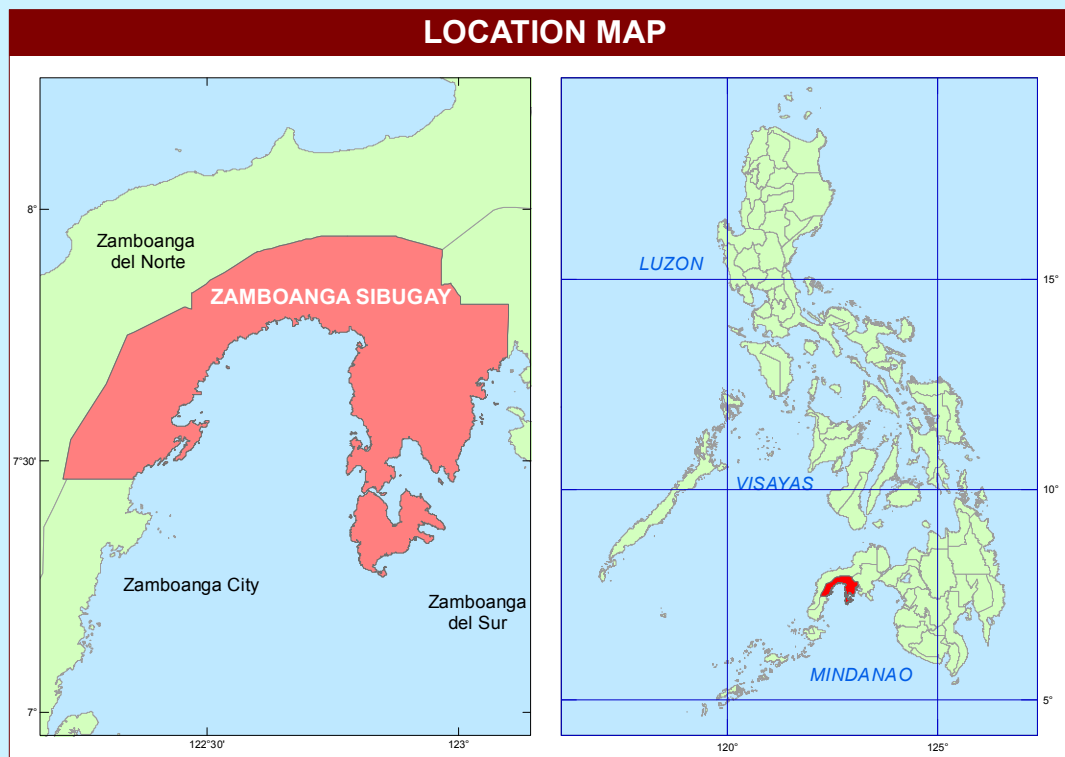 LOCATION MAP
8°
Zamboanga
del Norte
ZAMBOANGA SIBUGAY
7°30'
Zamboanga City
Zamboanga
del Sur
7°
122°30'
123°
LUZON
15°
VISAYAS
10°
MINDANAO
5°
120°
125°